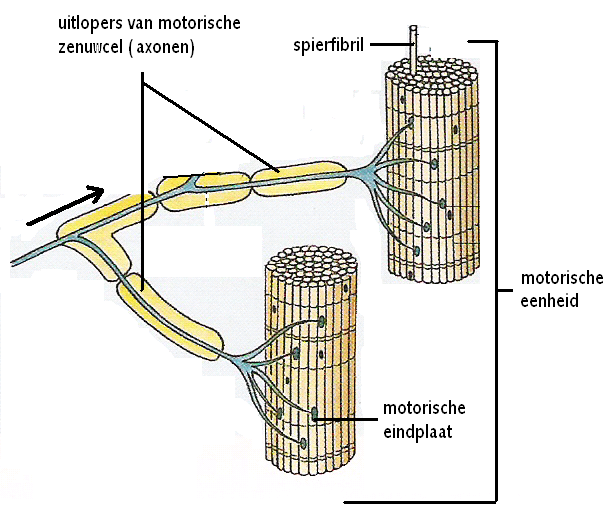 uitlopers van motorische
zenuwcel ( axonen)
spierfibril
motorische
eenheid
motorische
eindplaat